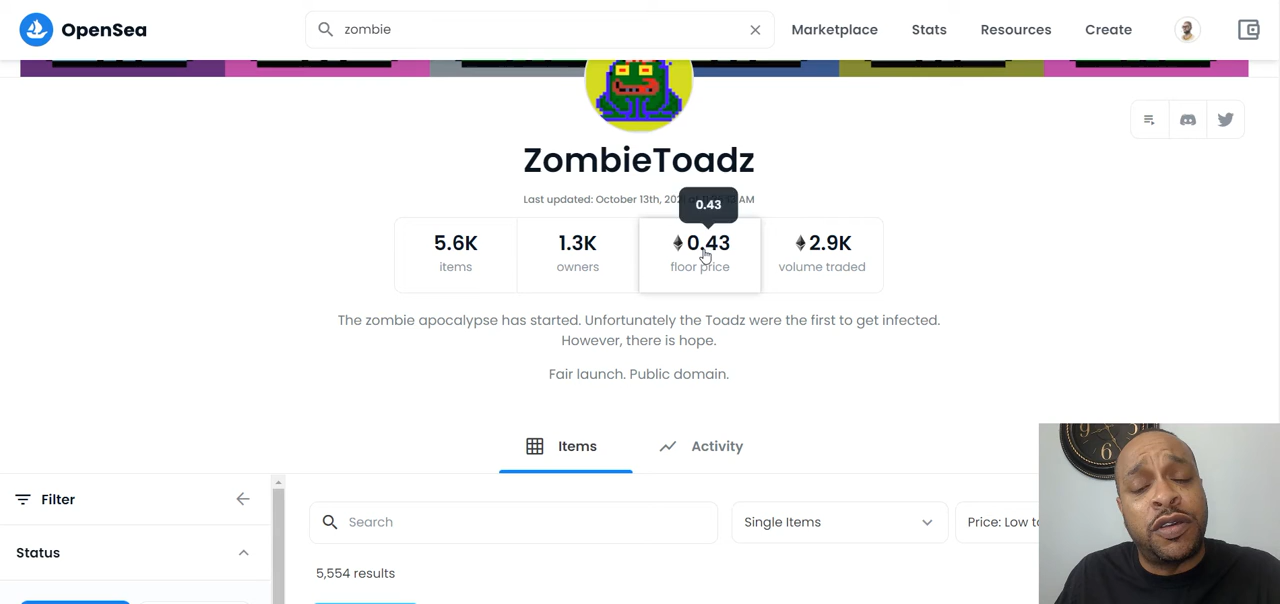 OpenSea
zombie
Marketplace
Stats
Resources
Create
ZombieToadz
Last updated: October 13th, AM
0.43
5.6K
items
1.3K
owners
0.43
floor price
2.9K
volume traded
The zombie apocalypse has started. Unfortunately the Toadz were the first to get infected.
However, there is hope.
Fair launch. Public domain.
Items
Activity
Filter
Status
Search
Single Items
Price: Low to
5,554 results